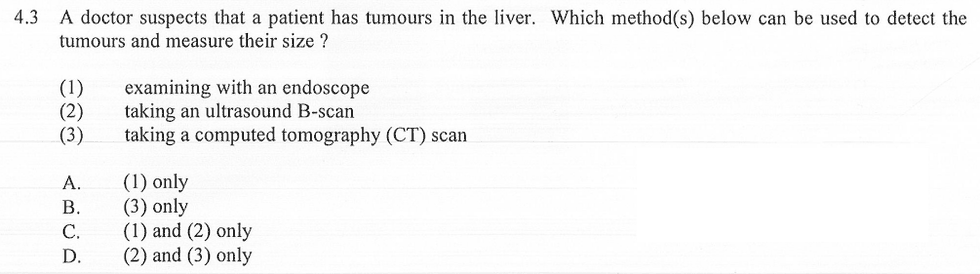 4.3 A doctor suspects that a patient has tumours in the liver. Which method(s) below can be used to detect the
tumours and measure their size ?
(1) examining with an endoscope
(2) taking an ultrasound B-scan
(3) taking a computed tomography (CT) scan
A. (1) only
B. (3) only
C. (1) and (2) only
D. (2) and (3) only